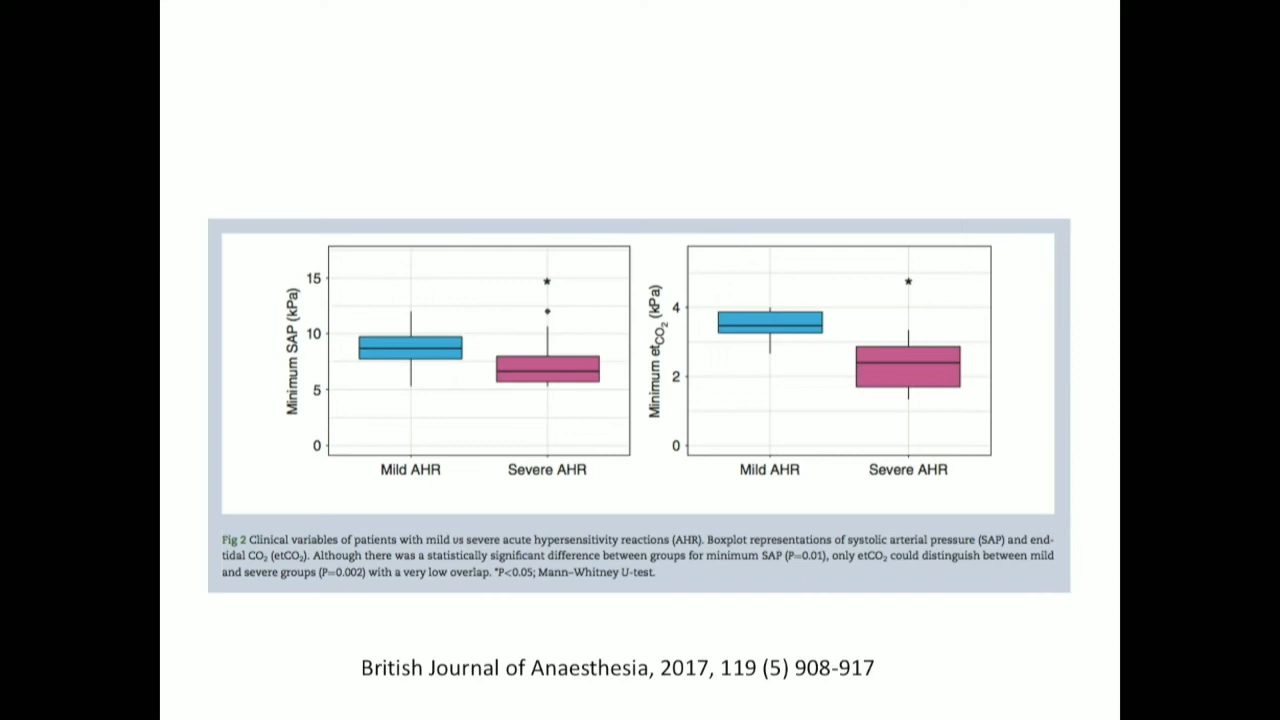 15
10
5
0
Minimum SAP (kPa)
Mild AHR
Severe AHR
*
4
2
0
Minimum etCO₂ (kPa)
Mild AHR
Severe AHR
*
Fig 2 Clinical variables of patients with mild vs severe acute hypersensitivity reactions (AHR). Boxplot representations of systolic arterial pressure (SAP) and end-
tidal CO₂ (etCO₂). Although there was a statistically significant difference between groups for minimum SAP (P=0.01), only etCO₂ could distinguish between mild
and severe groups (P=0.002) with a very low overlap. *P<0.05; Mann–Whitney U-test.
British Journal of Anaesthesia, 2017, 119 (5) 908-917